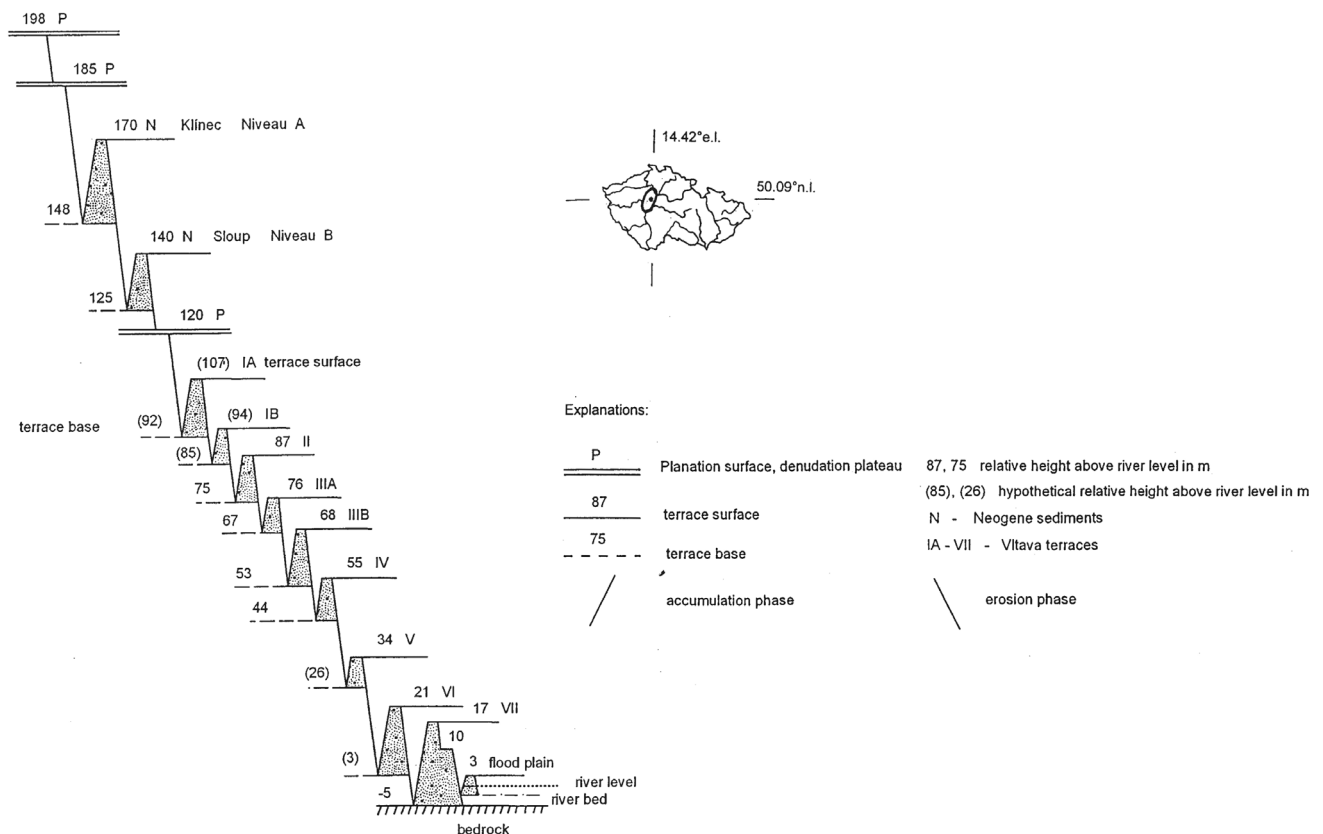 198 P
185 P
170 N Klínec Niveau A
148
140 N Sloup Niveau B
125
120 P
(107) IA terrace surface
terrace base (92)
(94) IB
(85)
87 II
75
76 IIIA
67
68 IIIB
53
55 IV
44
34 V
(26)
21 VI
17 VII
10
(3)
3 flood plain
river level
-5
river bed
bedrock
14.42°e.l.
50.09°n.l.
Explanations:
P Planation surface, denudation plateau
87 terrace surface
75 terrace base
accumulation phase
87, 75 relative height above river level in m
(85), (26) hypothetical relative height above river level in m
N - Neogene sediments
IA - VII - Vltava terraces
erosion phase